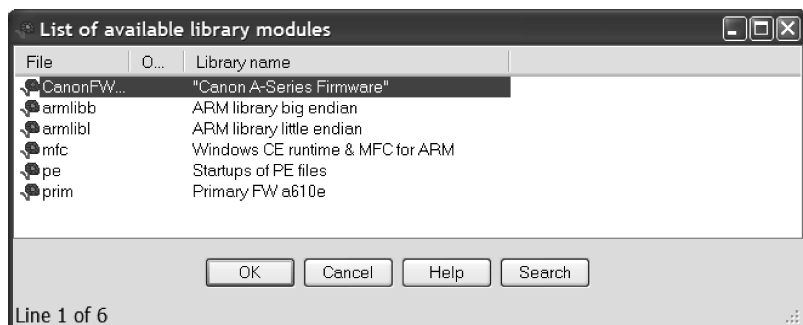 List of available library modules
File O... Library name
CanonFW... "Canon A-Series Firmware"
armlibb ARM library big endian
armlibl ARM library little endian
mfc Windows CE runtime & MFC for ARM
pe Startups of PE files
prim Primary FW a610e
OK Cancel Help Search
Line 1 of 6